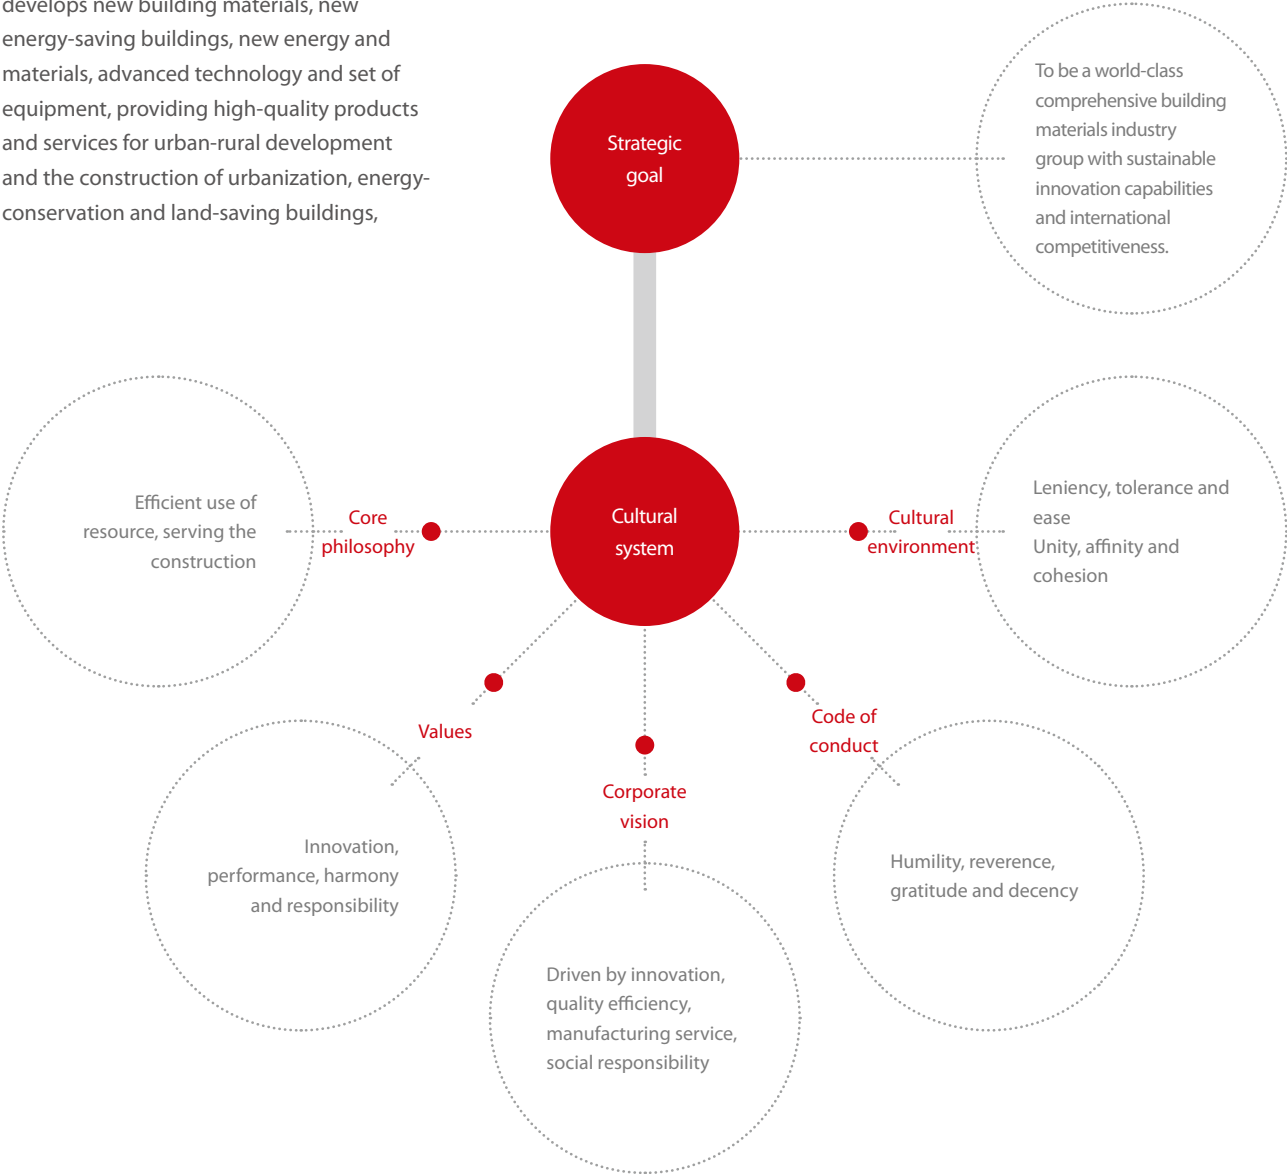 develops new building materials, new
energy-saving buildings, new energy and
materials, advanced technology and set of
equipment, providing high-quality products
and services for urban-rural development
and the construction of urbanization, energy-
conservation and land-saving buildings,
Strategic
goal
To be a world-class
comprehensive building
materials industry
group with sustainable
innovation capabilities
and international
competitiveness.
Efficient use of
resource, serving the
construction
Core
philosophy
Cultural
system
Cultural
environment
Leniency, tolerance and
ease
Unity, affinity and
cohesion
Values
Innovation,
performance, harmony
and responsibility
Corporate
vision
Driven by innovation,
quality efficiency,
manufacturing service,
social responsibility
Code of
conduct
Humility, reverence,
gratitude and decency